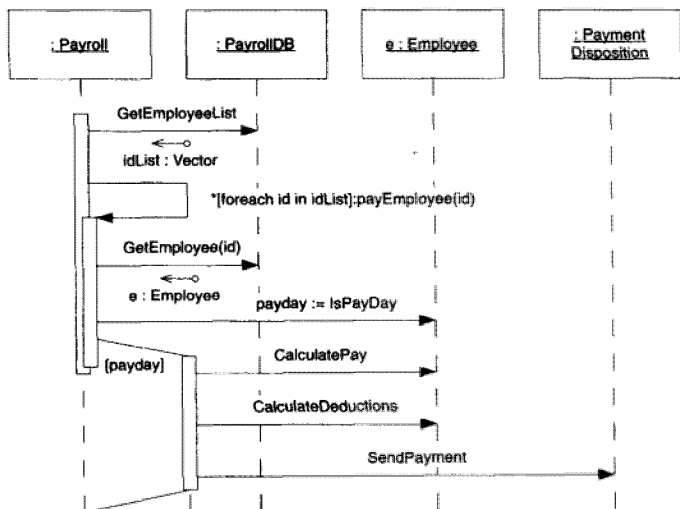 : Payroll
: PayrollDB
e : Employee
: Payment
Disposition
GetEmployeeList
idList : Vector
*[foreach id in idList]:payEmployee(id)
GetEmployee(id)
e : Employee
payday := IsPayDay
[payday]
CalculatePay
CalculateDeductions
SendPayment